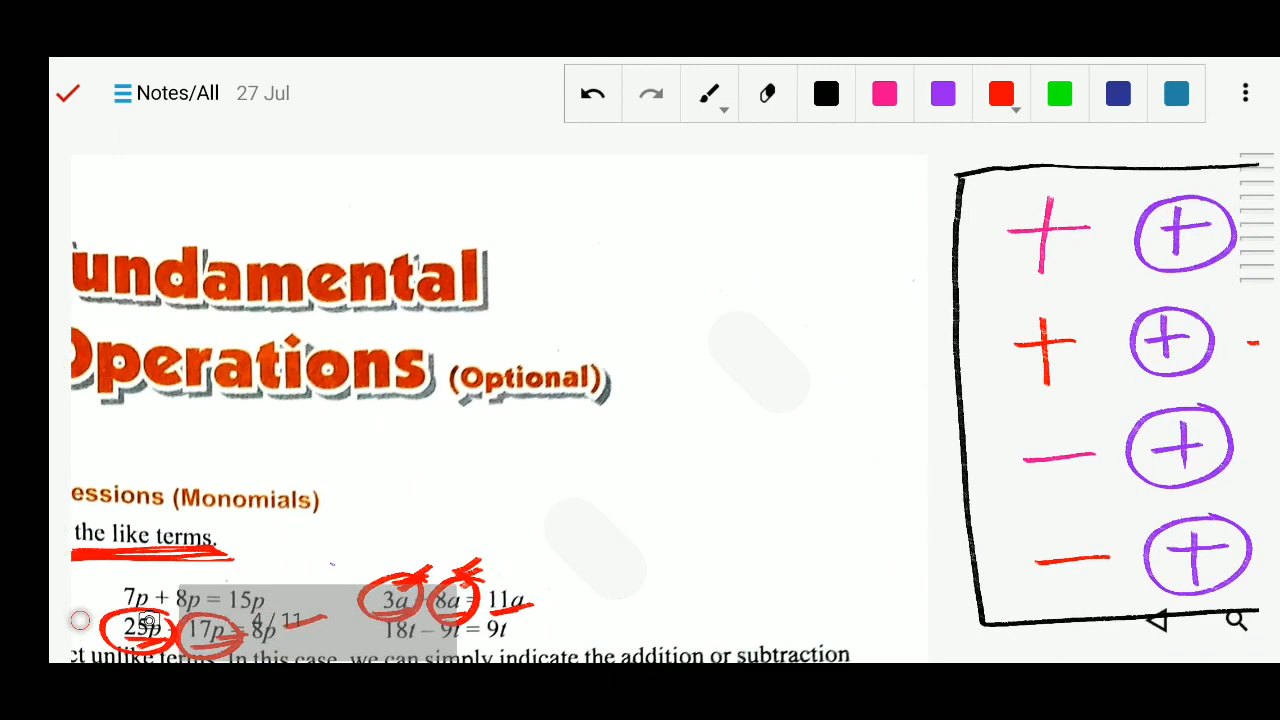 Notes/All 27 Jul
undamental
Operations (Optional)
essions (Monomials)
the like terms.
7p + 8p = 15p
3a 8a = 11a
4/11
25p - 17p = 8p
18t – 9t = 9t
ct unlike terms. In this case, we can simply indicate the addition or subtraction
+ +
+ + -
- +
- +